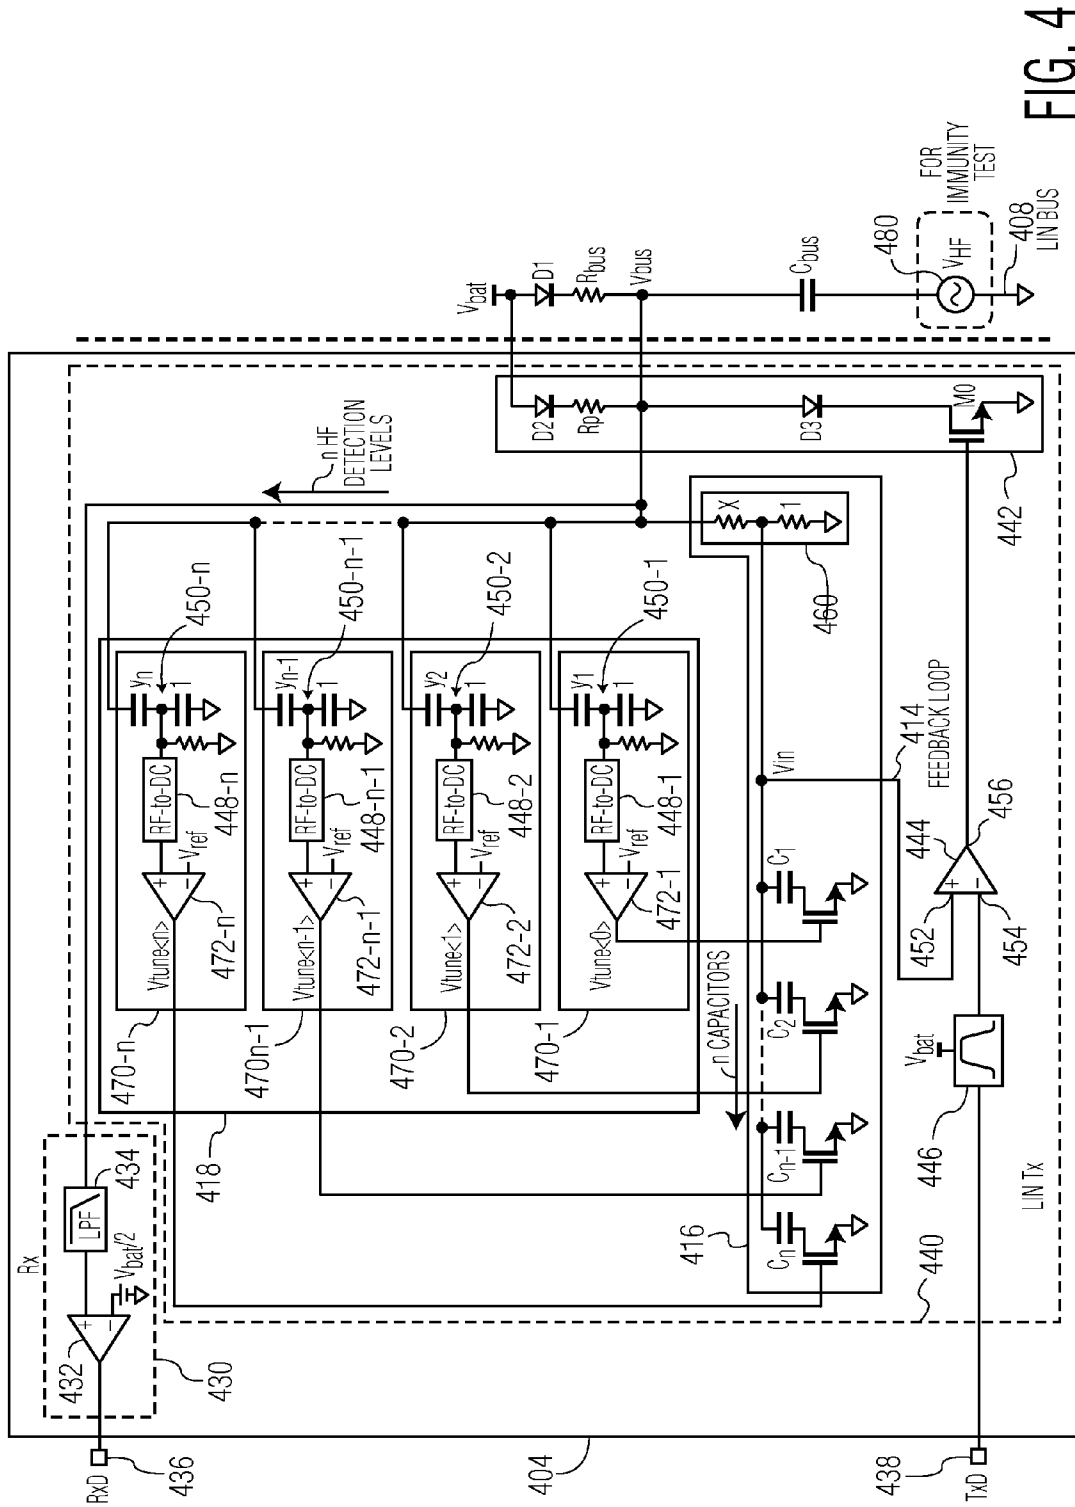 RxD
436
Rx
432
+
−
LPF
434
Vbat/2
430
404
n HF
DETECTION
LEVELS
470-n
Vtune<n>
472-n
+
−
Vref
RF-to-DC
448-n
yn
1
450-n
470n-1
Vtune<n-1>
472-n-1
+
−
Vref
RF-to-DC
448-n-1
yn-1
1
450-n-1
470-2
Vtune<1>
472-2
+
−
Vref
RF-to-DC
448-2
y2
1
450-2
470-1
Vtune<0>
472-1
+
−
Vref
RF-to-DC
448-1
y1
1
450-1
418
n CAPACITORS
416
Cn
Cn-1
C2
C1
Vin
X
1
460
414
FEEDBACK LOOP
440
LIN Tx
446
Vbat
452
454
+
−
444
456
438
TxD
442
D2
Rp
D3
M0
Vbat
D1
Rbus
Vbus
Cbus
480
VHF
FOR
IMMUNITY
TEST
408
LIN BUS
FIG. 4